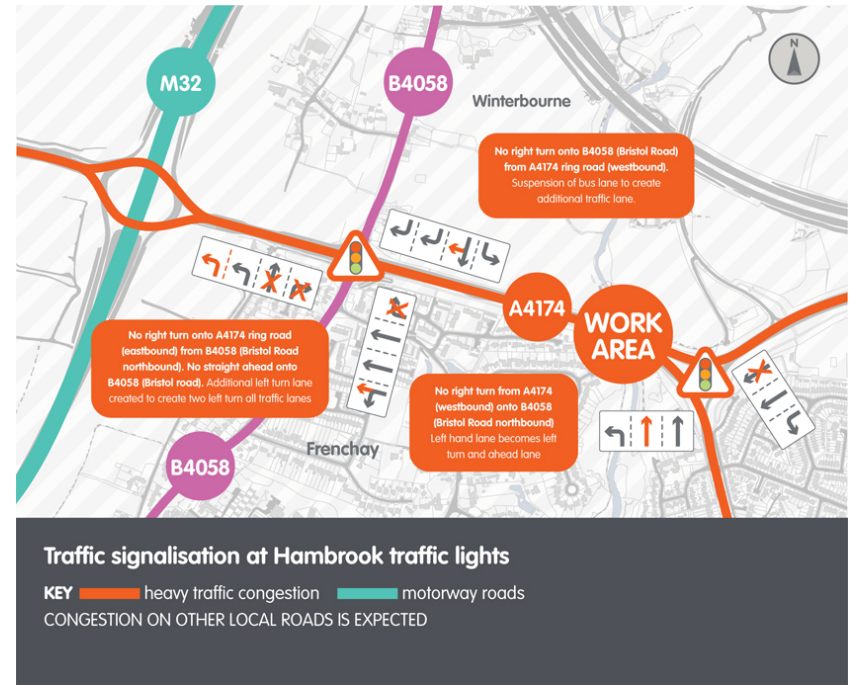 M32
B4058
N
Winterbourne
No right turn onto B4058 (Bristol Road)
from A4174 ring road (westbound).
Suspension of bus lane to create
additional traffic lane.
A4174
WORK
AREA
No right turn onto A4174 ring road
(eastbound) from B4058 (Bristol Road
northbound). No straight ahead onto
B4058 (Bristol road). Additional left turn lane
created to create two left turn all traffic lanes
No right turn from A4174
(westbound) onto B4058
(Bristol Road northbound)
Left hand lane becomes left
turn and ahead lane
Frenchay
B4058
Traffic signalisation at Hambrook traffic lights
KEY heavy traffic congestion motorway roads
CONGESTION ON OTHER LOCAL ROADS IS EXPECTED